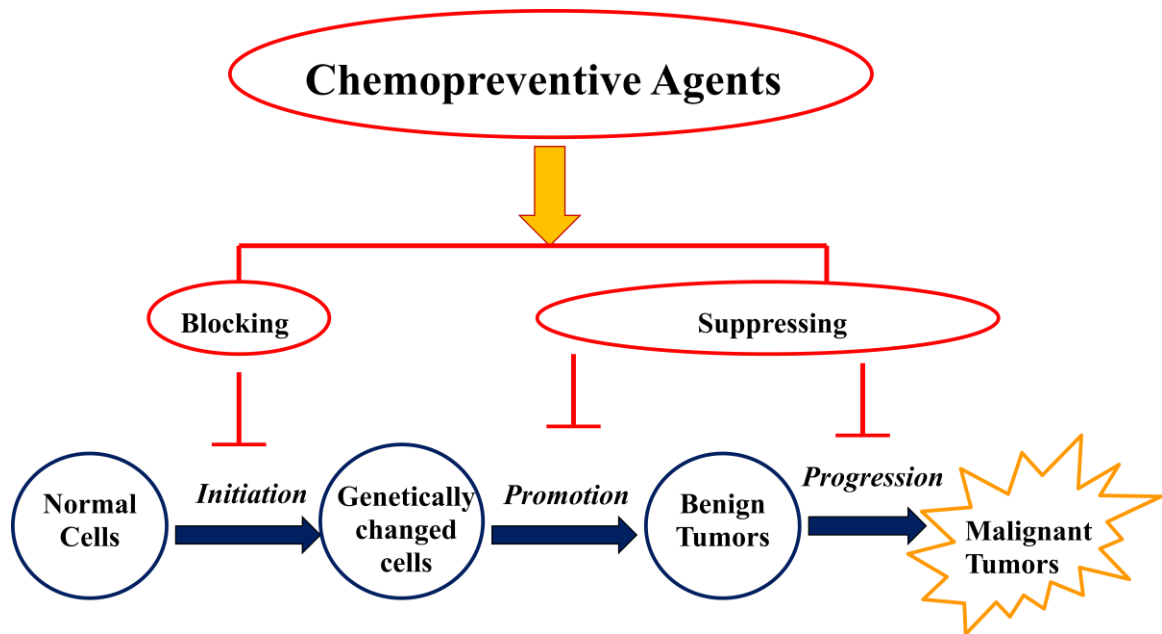 Chemopreventive Agents
Blocking
Suppressing
Normal
Cells
Initiation
Genetically
changed
cells
Promotion
Benign
Tumors
Progression
Malignant
Tumors